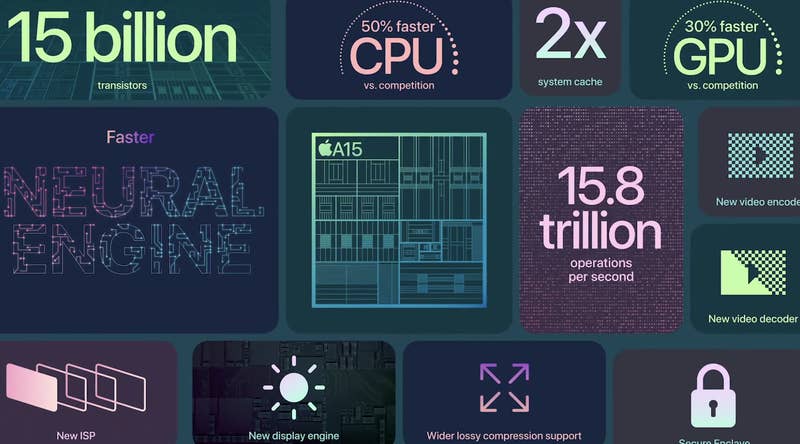 15 billion
transistors
50% faster
CPU
vs. competition
2x
system cache
30% faster
GPU
vs. competition
Faster
NEURAL
ENGINE
A15
15.8
trillion
operations
per second
New video encode
New video decoder
New ISP
New display engine
Wider lossy compression support
Secure Enclave